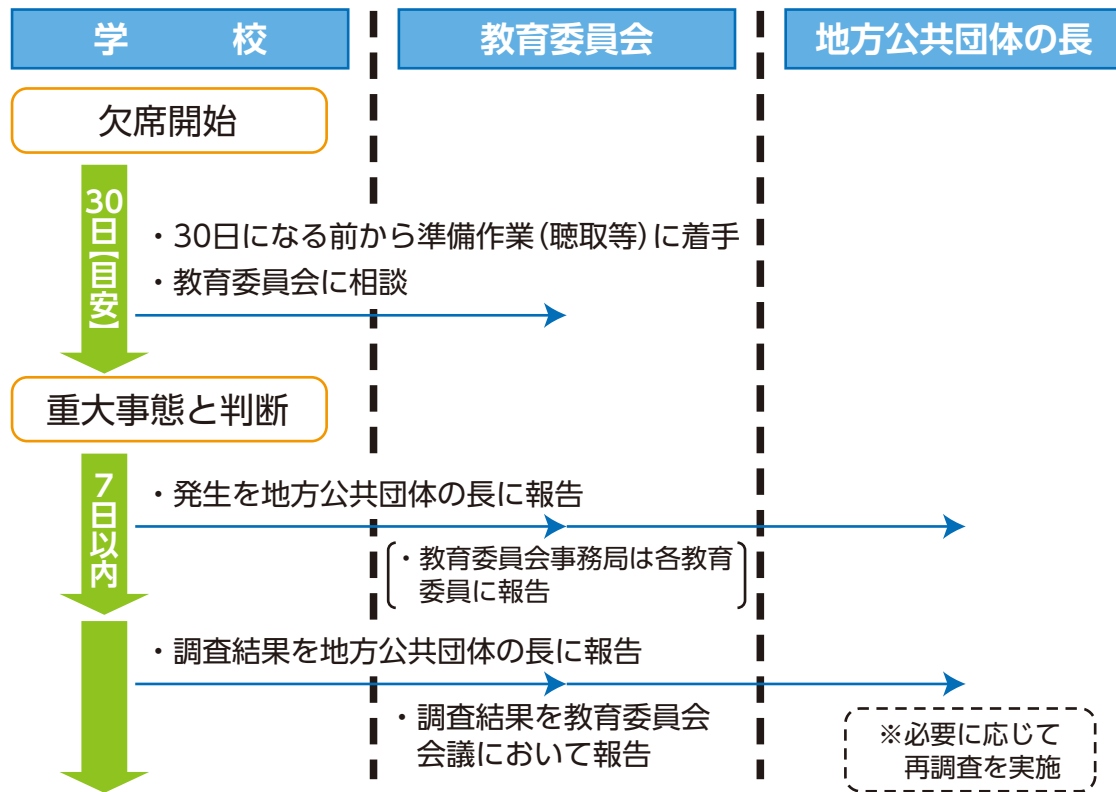 学　　校
教育委員会
地方公共団体の長
欠席開始
30日【目安】
・30日になる前から準備作業(聴取等)に着手
・教育委員会に相談
重大事態と判断
7日以内
・発生を地方公共団体の長に報告
・教育委員会事務局は各教育
委員に報告
・調査結果を地方公共団体の長に報告
・調査結果を教育委員会
会議において報告
※必要に応じて
再調査を実施